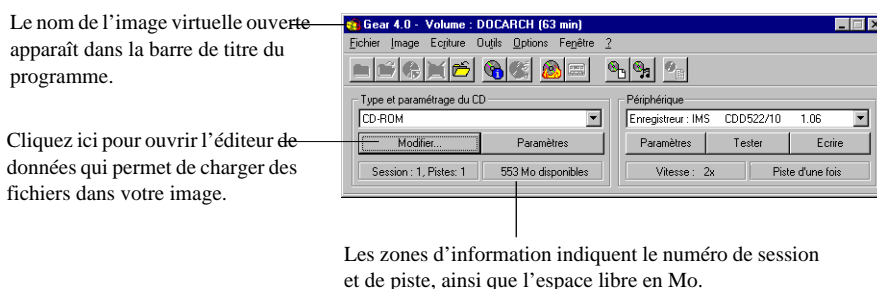 Le nom de l’image virtuelle ouverte
apparaît dans la barre de titre du
programme.
Gear 4.0 - Volume : DOCARCH (63 min)
Fichier Image Ecriture Outils Options Fenêtre ?
Type et paramétrage du CD
CD-ROM
Modifier... Paramètres
Session : 1, Pistes: 1 553 Mo disponibles
Périphérique
Enregistreur : IMS CDD522/10 1.06
Paramètres Tester Ecrire
Vitesse : 2x Piste d'une fois
Cliquez ici pour ouvrir l’éditeur de
données qui permet de charger des
fichiers dans votre image.
Les zones d’information indiquent le numéro de session
et de piste, ainsi que l’espace libre en Mo.